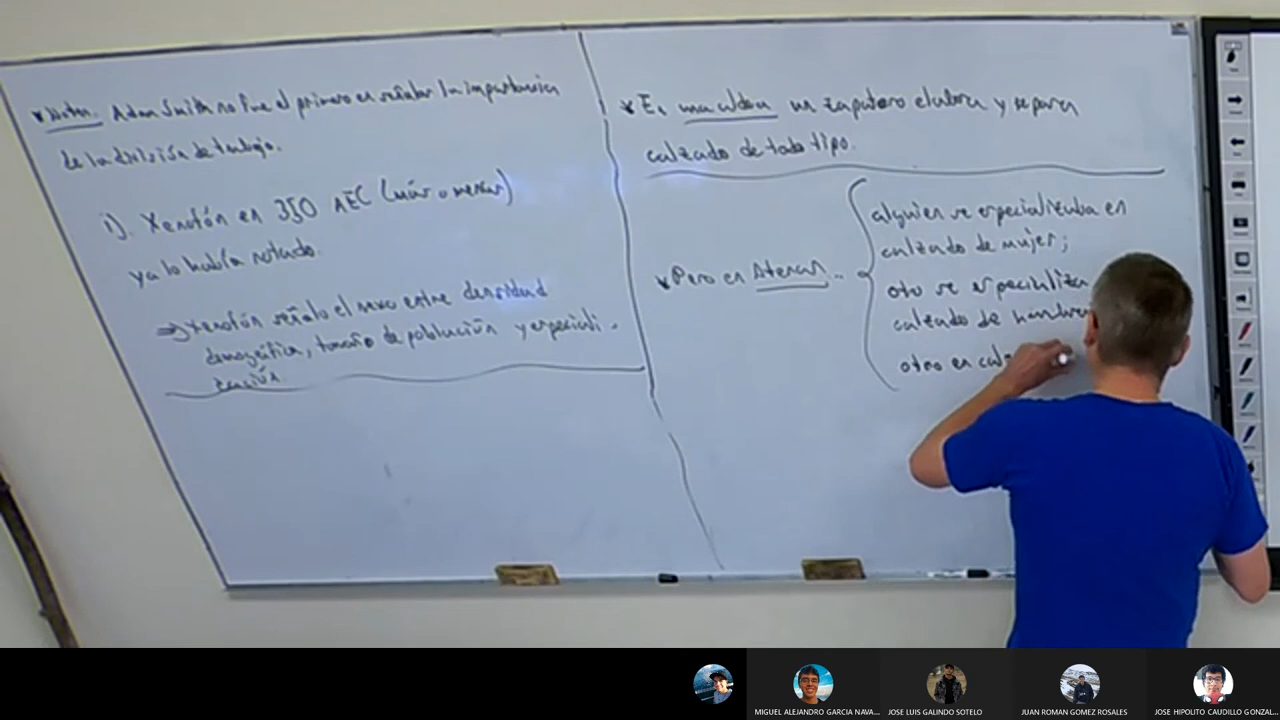 * Nota. Adam Smith no fue el primero en señalar la importancia
de la división de trabajo.
i). Xenofón en 350 AEC (más o menos)
ya lo había notado.
⇒ Xenofón señaló el nexo entre densidad
demográfica, tamaño de población y especiali-
zación.
* En una aldea un zapatero elabora y repara
calzado de todo tipo.
* Pero en Atenas..
alguien se especializaba en
calzado de mujer;
otro se especializa
calzado de hombre
otro en
MIGUEL ALEJANDRO GARCIA NAVA...
JOSE LUIS GALINDO SOTELO
JUAN ROMAN GOMEZ ROSALES
JOSE HIPOLITO CAUDILLO GONZAL...